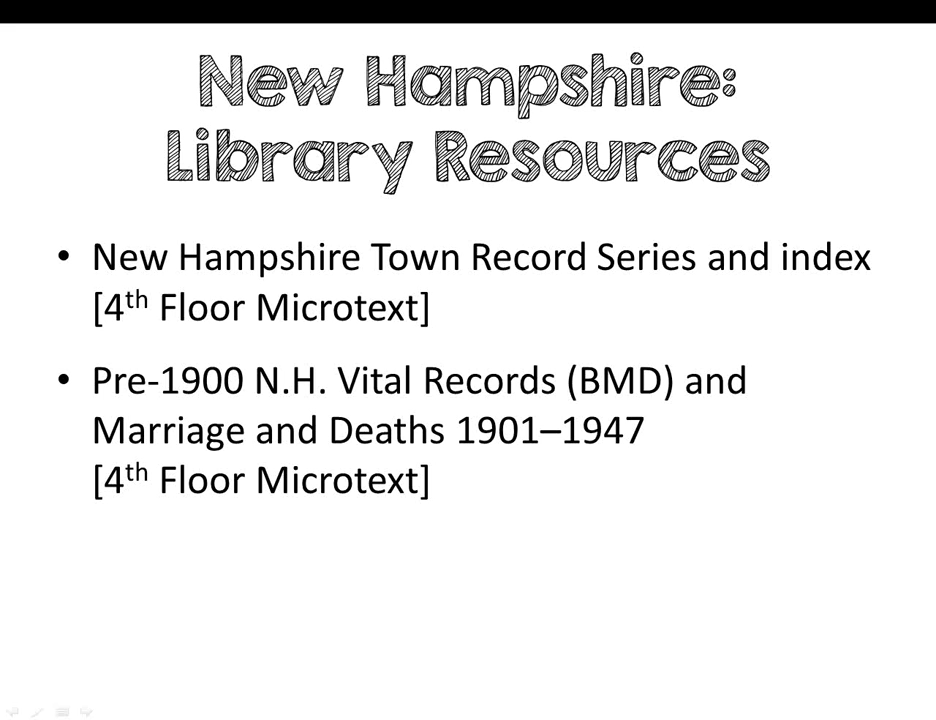 New Hampshire:
Library Resources
• New Hampshire Town Record Series and index
[4th Floor Microtext]
• Pre-1900 N.H. Vital Records (BMD) and
Marriage and Deaths 1901–1947
[4th Floor Microtext]